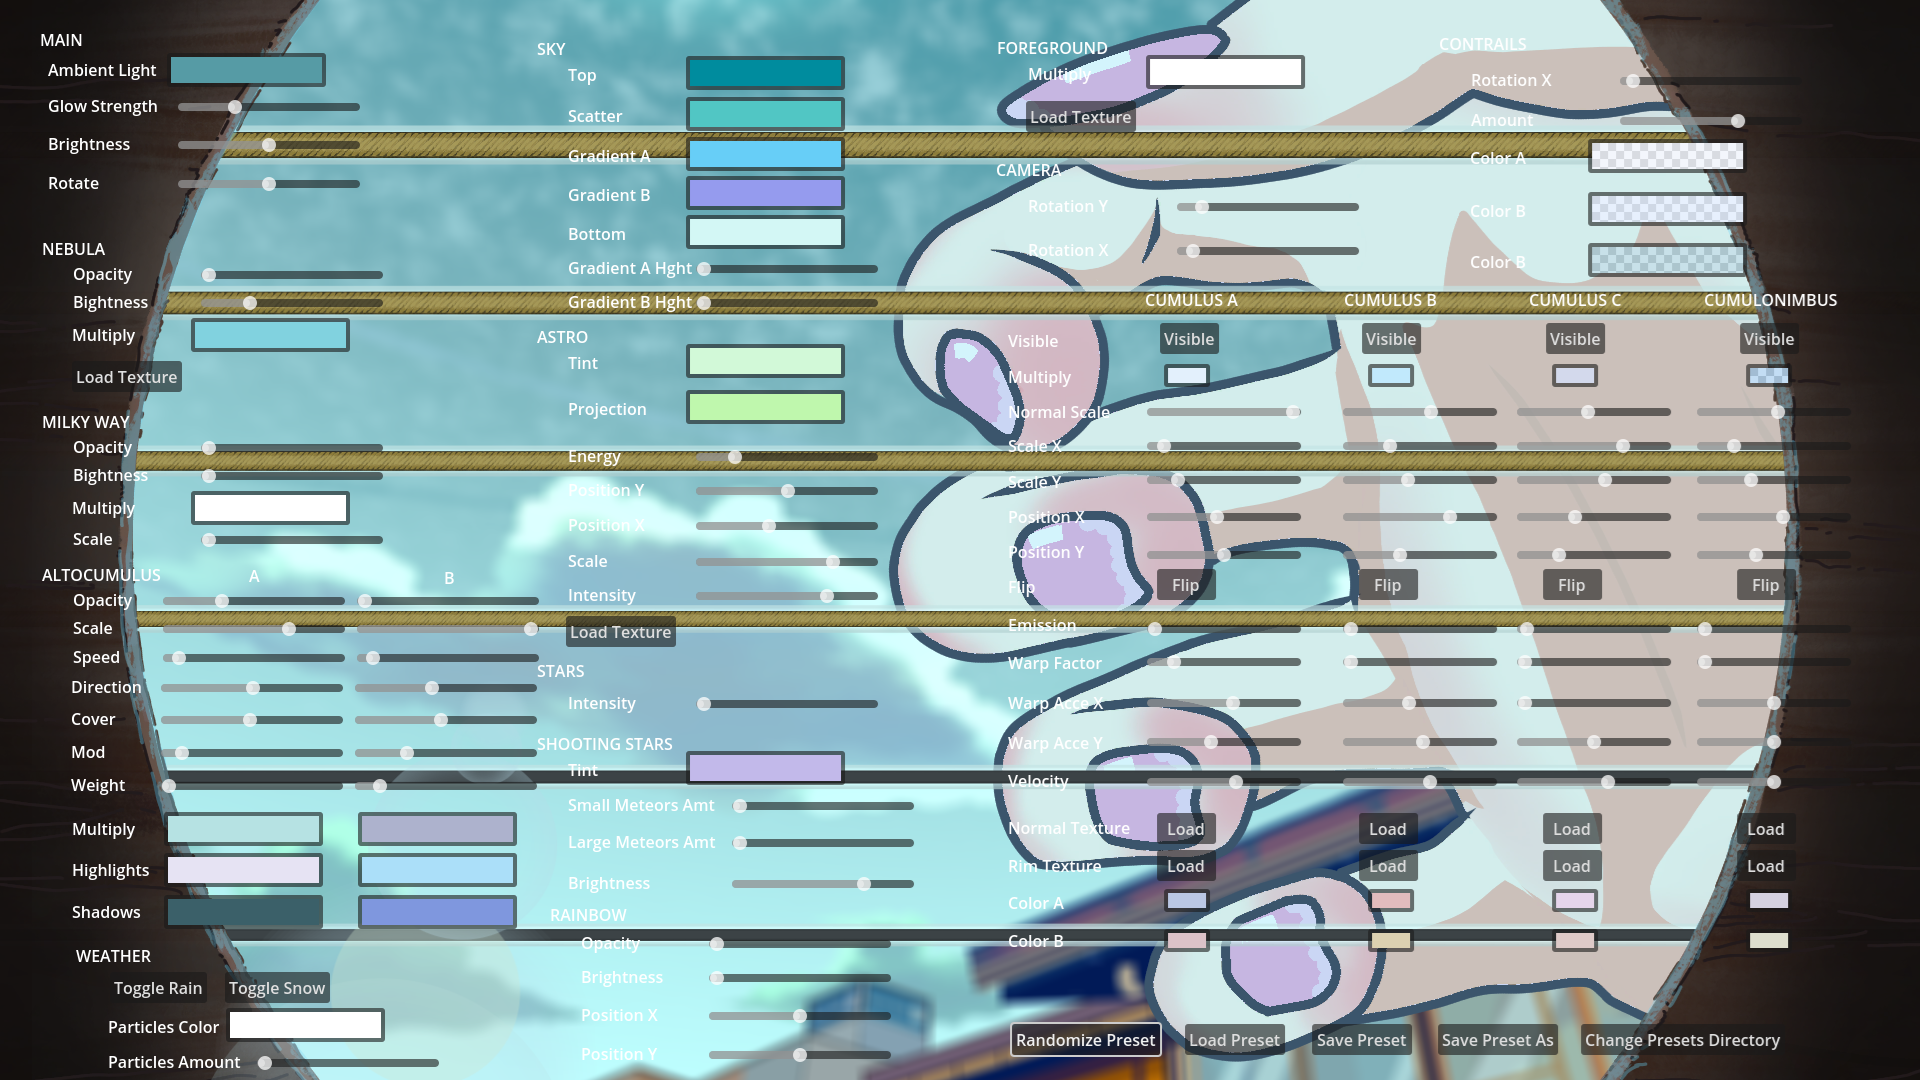 MAIN
Ambient Light
Glow Strength
Brightness
Rotate
NEBULA
Opacity
Bightness
Multiply
Load Texture
MILKY WAY
Opacity
Bightness
Multiply
Scale
ALTOCUMULUS A B
Opacity
Scale
Speed
Direction
Cover
Mod
Weight
Multiply
Highlights
Shadows
WEATHER
Toggle Rain Toggle Snow
Particles Color
Particles Amount
SKY
Top
Scatter
Gradient A
Gradient B
Bottom
Gradient A Hght
Gradient B Hght
ASTRO
Tint
Projection
Energy
Position Y
Position X
Scale
Intensity
Load Texture
STARS
Intensity
SHOOTING STARS
Tint
Small Meteors Amt
Large Meteors Amt
Brightness
RAINBOW
Opacity
Brightness
Position X
Position Y
FOREGROUND
Multiply
Load Texture
CAMERA
Rotation Y
Rotation X
CONTRAILS
Rotation X
Amount
Color A
Color B
Color B
CUMULUS A CUMULUS B CUMULUS C CUMULONIMBUS
Visible Visible Visible Visible Visible
Multiply
Normal Scale
Scale X
Scale Y
Position X
Position Y
Flip Flip Flip Flip Flip
Emission
Warp Factor
Warp Acce X
Warp Acce Y
Velocity
Normal Texture Load Load Load Load
Rim Texture Load Load Load Load
Color A
Color B
Randomize Preset Load Preset Save Preset Save Preset As Change Presets Directory